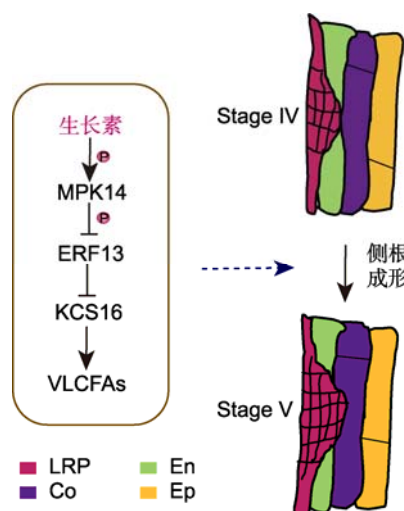 生长素
P
MPK14
P
ERF13
KCS16
VLCFAs
Stage IV
侧根
成形
Stage V
LRP
En
Co
Ep